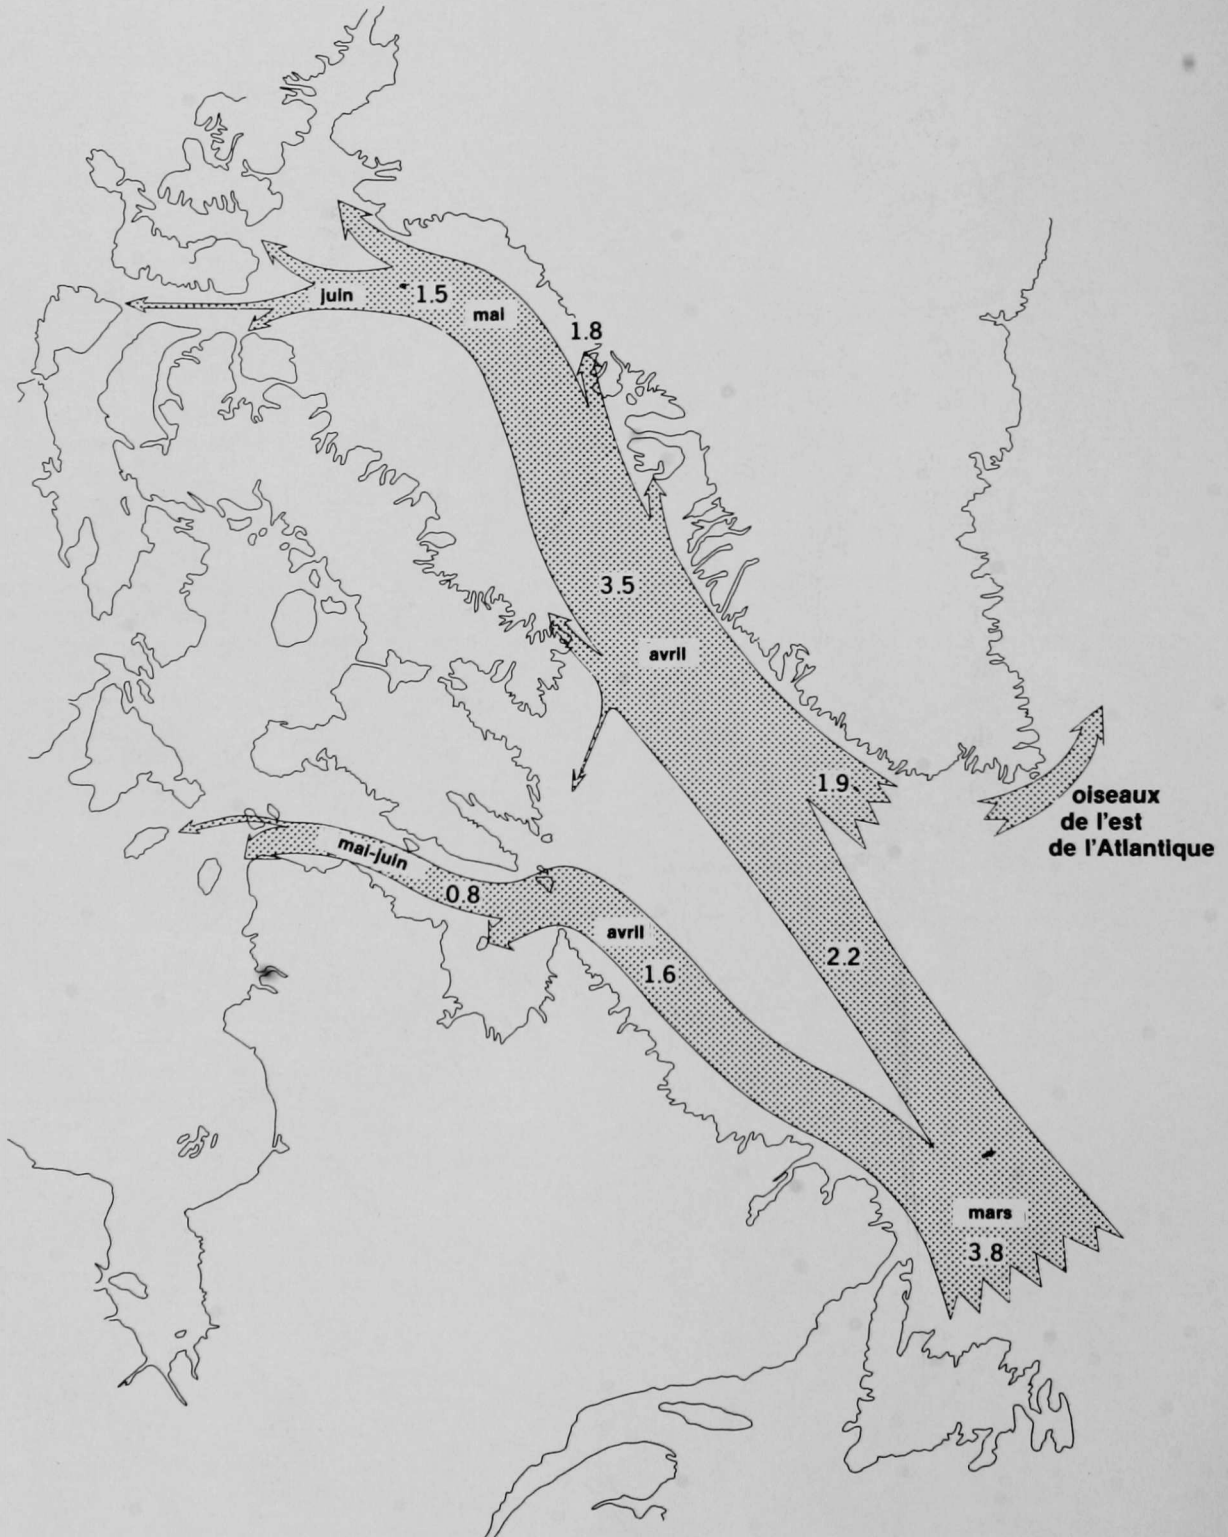 juin
1.5
mai
1.8
3.5
avril
1.9
oiseaux
de l'est
de l'Atlantique
mai-juin
0.8
avril
1.6
2.2
mars
3.8